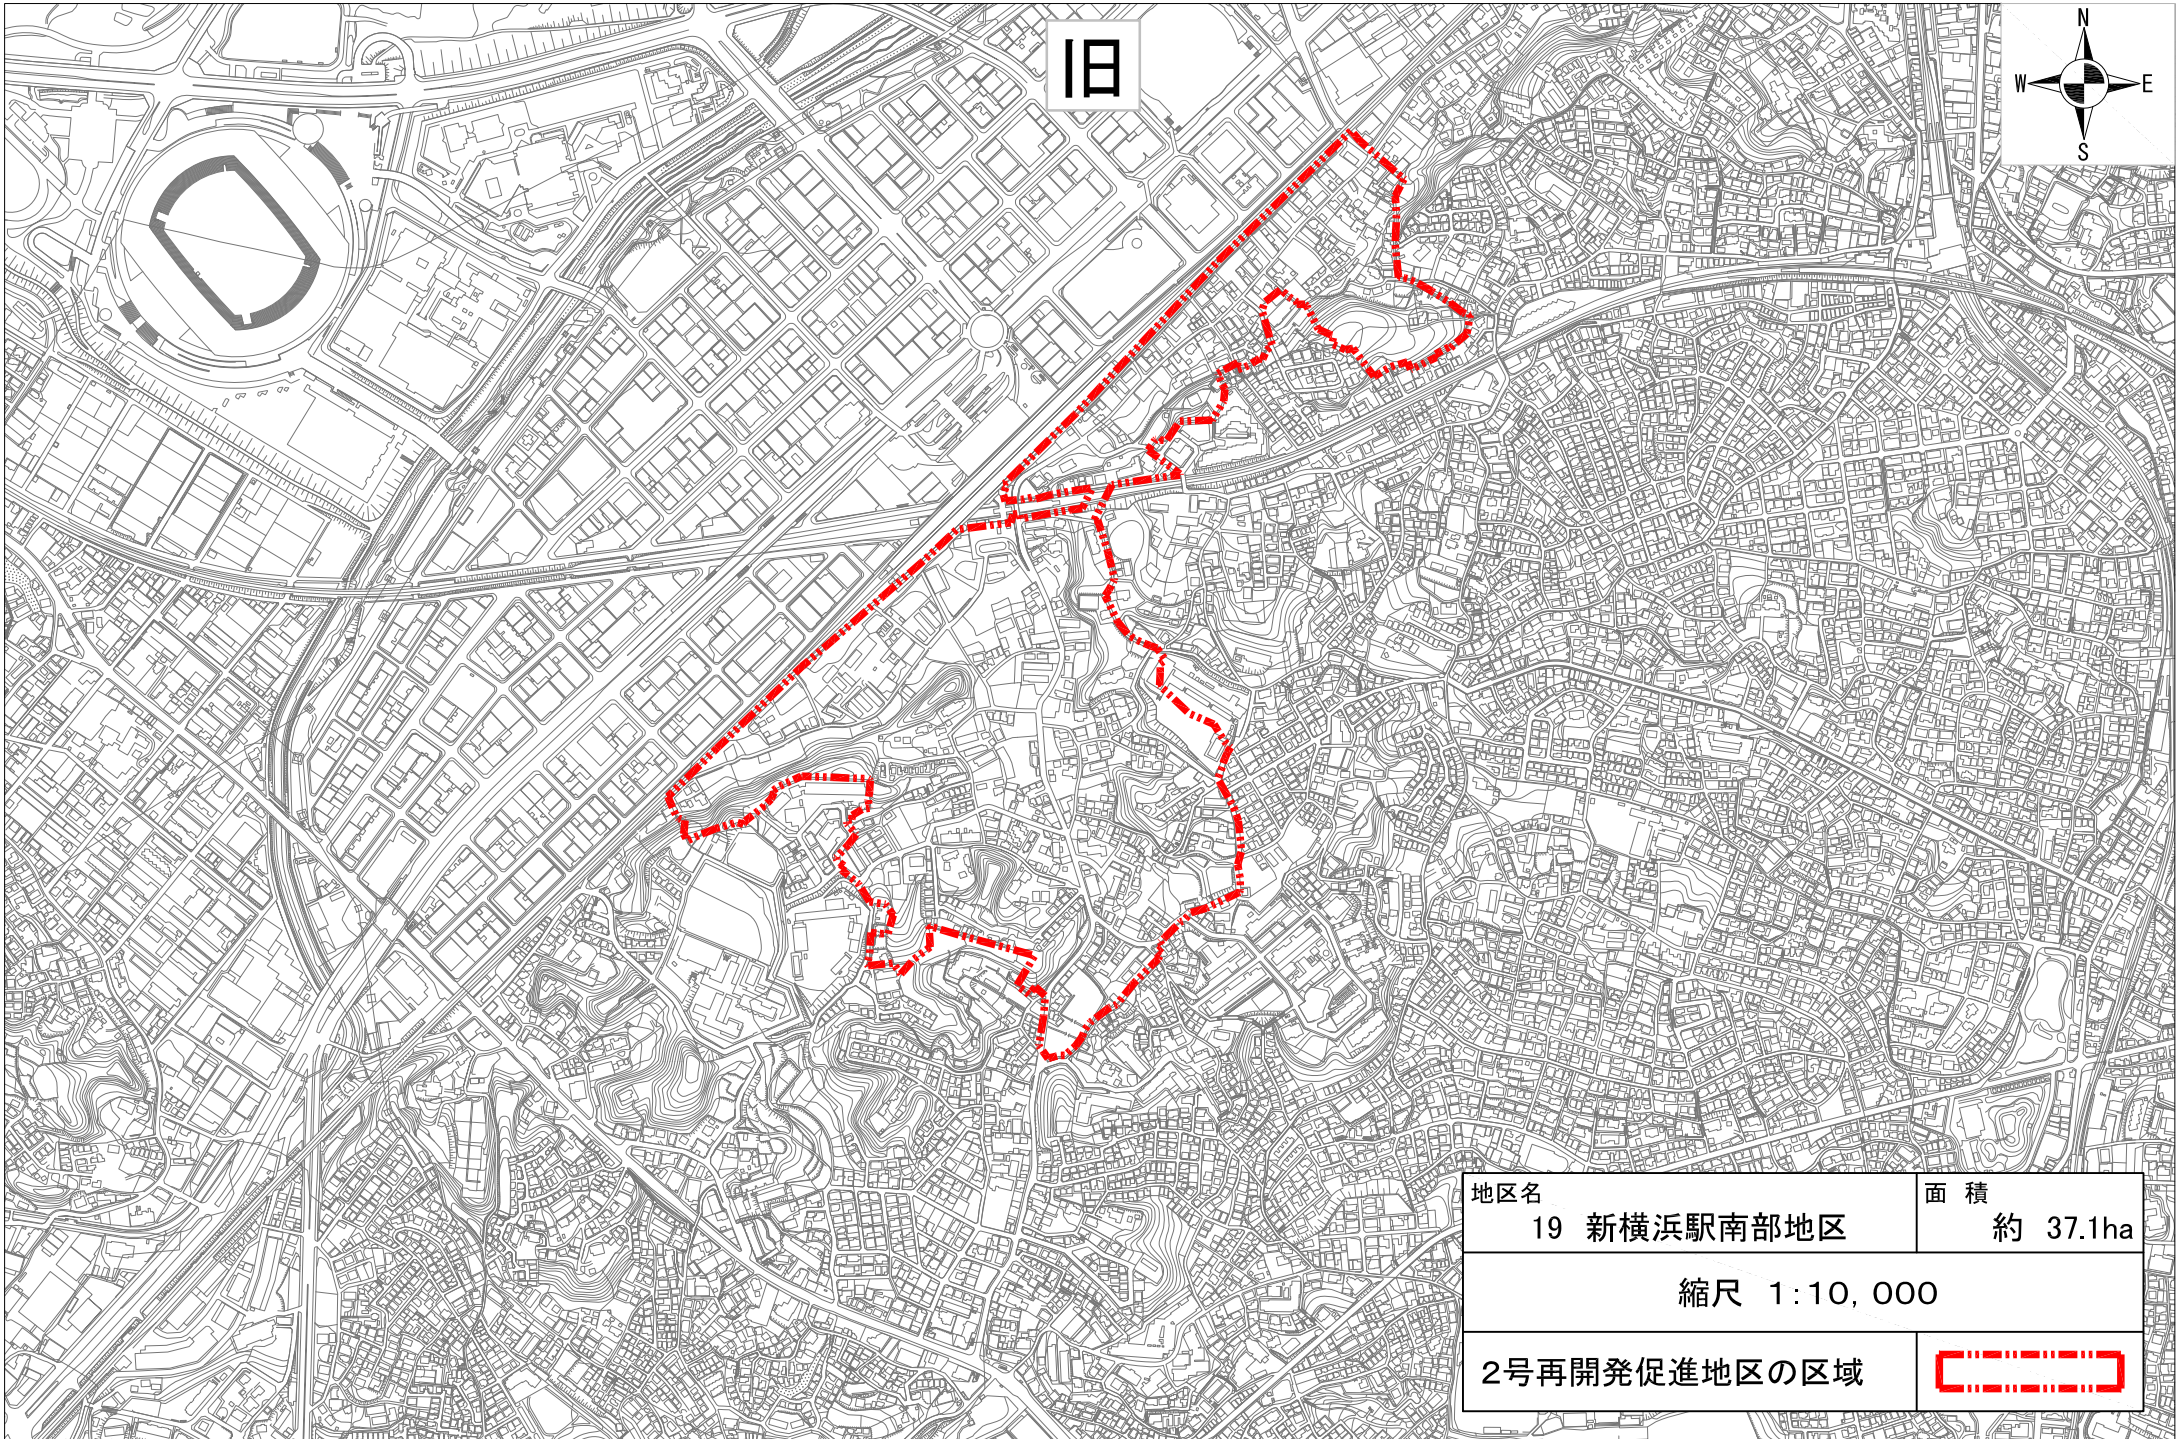 旧
N
W E
S
地区名
19 新横浜駅南部地区
面 積
約 37.1ha
縮尺 1:10,000
2号再開発促進地区の区域